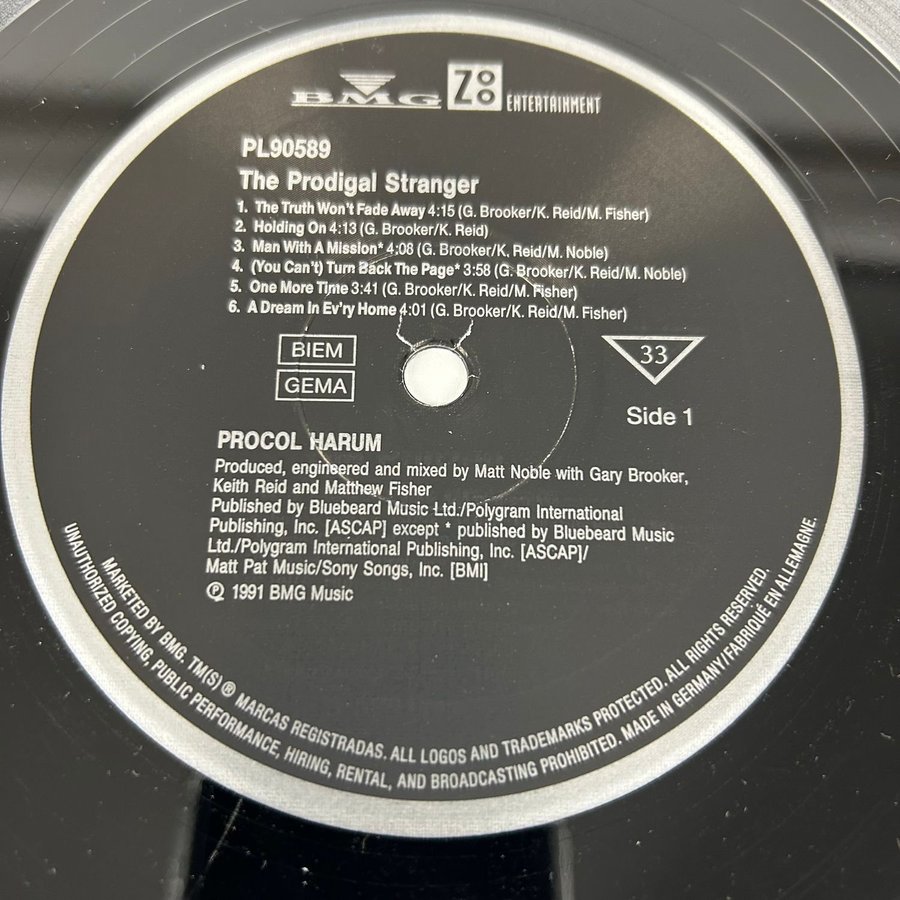 BMG ZOO ENTERTAINMENT
PL90589
The Prodigal Stranger
1. The Truth Won't Fade Away 4:15 (G. Brooker/K. Reid/M. Fisher)
2. Holding On 4:13 (G. Brooker/K. Reid)
3. Man With A Mission* 4:08 (G. Brooker/K. Reid/M. Noble)
4. (You Can't) Turn Back The Page* 3:58 (G. Brooker/K. Reid/M. Noble)
5. One More Time 3:41 (G. Brooker/K. Reid/M. Fisher)
6. A Dream In Ev'ry Home 4:01 (G. Brooker/K. Reid/M. Fisher)
BIEM
GEMA
33
Side 1
PROCOL HARUM
Produced, engineered and mixed by Matt Noble with Gary Brooker,
Keith Reid and Matthew Fisher
Published by Bluebeard Music Ltd./Polygram International
Publishing, Inc. [ASCAP] except * published by Bluebeard Music
Ltd./Polygram International Publishing, Inc. [ASCAP]/
Matt Pat Music/Sony Songs, Inc. [BMI]
℗ 1991 BMG Music
MARKETED BY BMG. TM(S) ® MARCAS REGISTRADAS. ALL LOGOS AND TRADEMARKS PROTECTED. ALL RIGHTS RESERVED.
UNAUTHORIZED COPYING, PUBLIC PERFORMANCE, HIRING, RENTAL, AND BROADCASTING PROHIBITED. MADE IN GERMANY/FABRIQUÉ EN ALLEMAGNE.